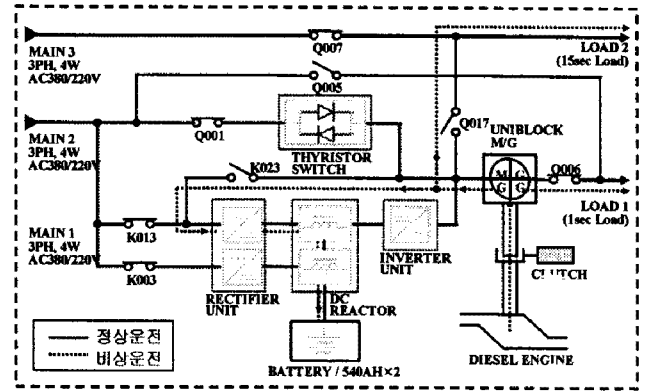 MAIN 3
3PH, 4W
AC380/220V
Q007
LOAD 2
(15sec Load)
Q005
MAIN 2
3PH, 4W
AC380/220V
Q001
THYRISTOR
SWITCH
Q017
UNIBLOCK
M/G
K023
M G
G G
Q006
LOAD 1
(1sec Load)
MAIN 1
3PH, 4W
AC380/220V
K013
K003
RECTIFIER
UNIT
DC
REACTOR
INVERTER
UNIT
CLUTCH
정상운전
비상운전
BATTERY / 540AH×2
DIESEL ENGINE